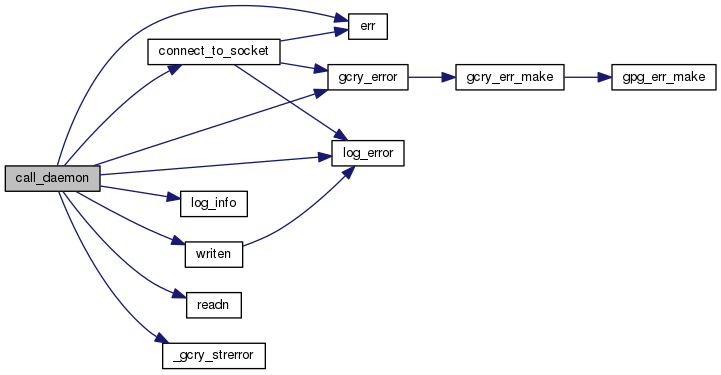 err
connect_to_socket
gcry_error
gcry_err_make
gpg_err_make
log_error
call_daemon
log_info
writen
readn
_gcry_strerror